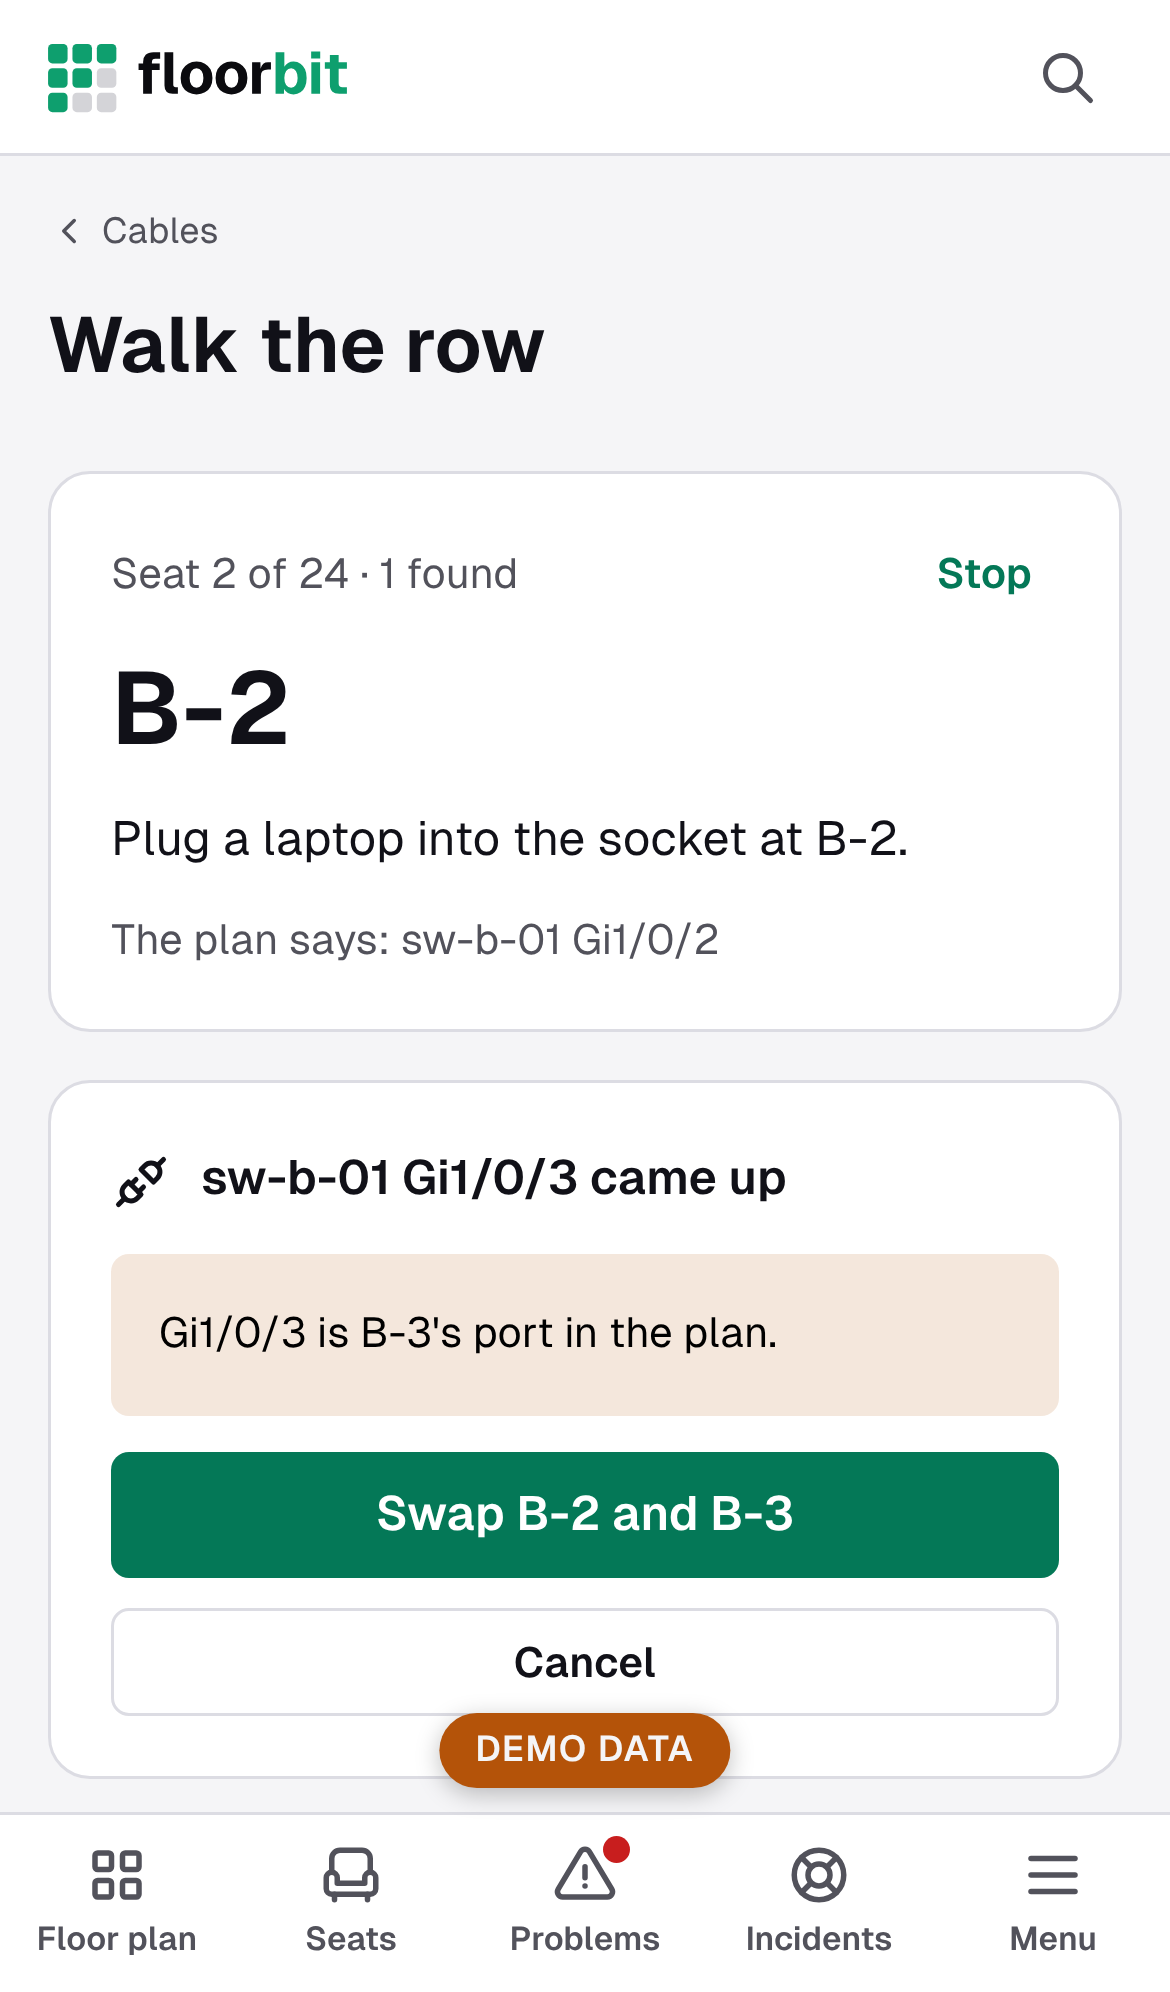 floorbit
Cables
Walk the row
Seat 2 of 24 · 1 found
Stop
B-2
Plug a laptop into the socket at B-2.
The plan says: sw-b-01 Gi1/0/2
sw-b-01 Gi1/0/3 came up
Gi1/0/3 is B-3's port in the plan.
Swap B-2 and B-3
Cancel
DEMO DATA
Floor plan
Seats
Problems
Incidents
Menu